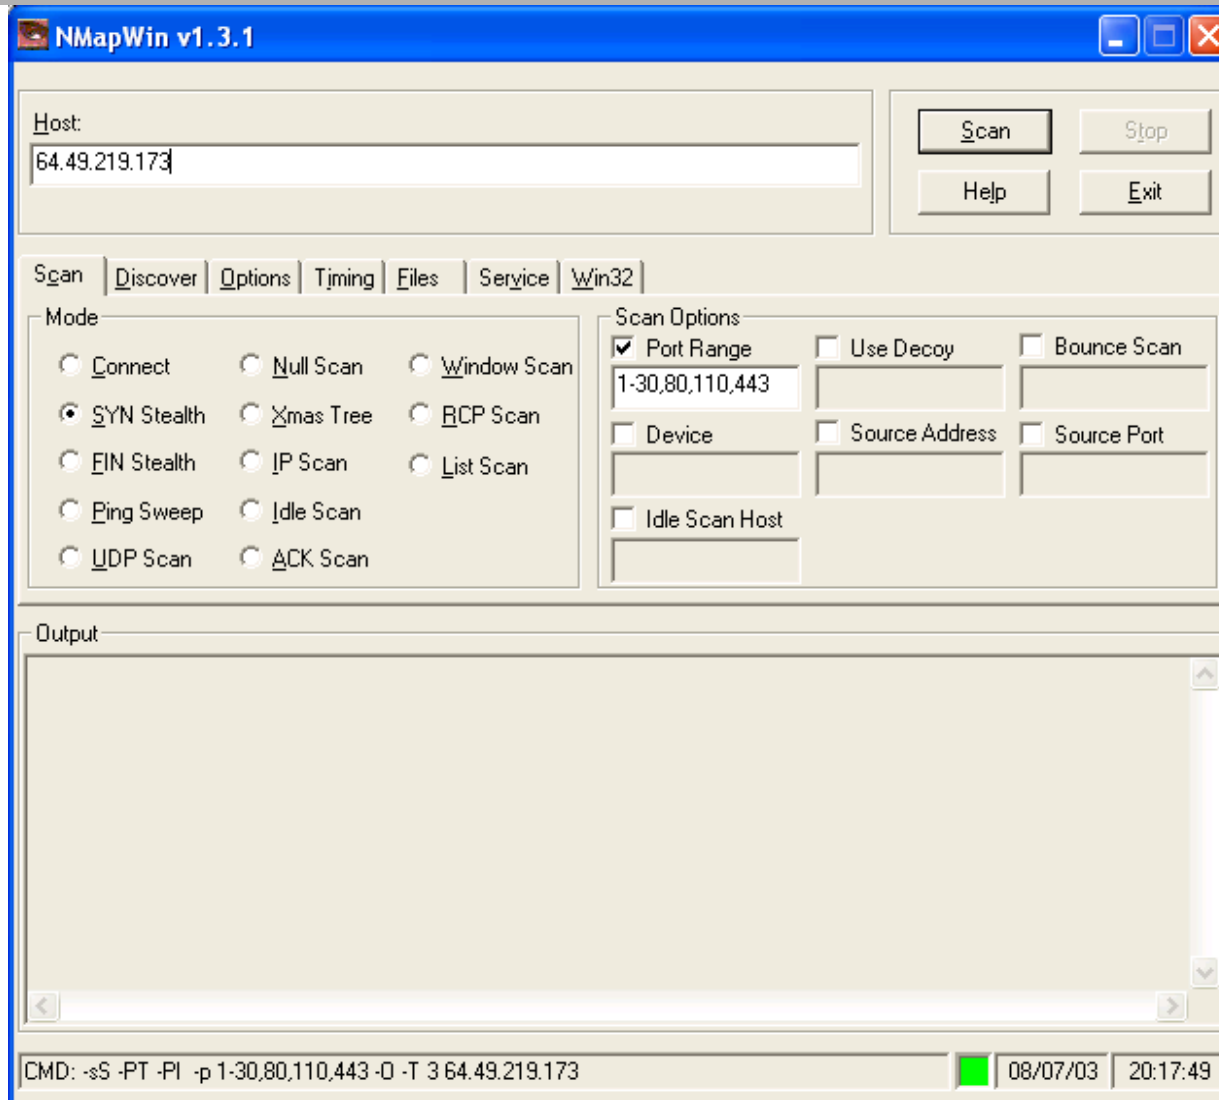 NMapWin v1.3.1
Host:
64.49.219.173
Scan
Stop
Help
Exit
Scan Discover Options Timing Files Service Win32
Mode
Connect
Null Scan
Window Scan
SYN Stealth
Xmas Tree
RCP Scan
FIN Stealth
IP Scan
List Scan
Ping Sweep
Idle Scan
UDP Scan
ACK Scan
Scan Options
Port Range
Use Decoy
Bounce Scan
1-30,80,110,443
Device
Source Address
Source Port
Idle Scan Host
Output
CMD: -sS -PT -PI -p 1-30,80,110,443 -O -T 3 64.49.219.173
08/07/03
20:17:49